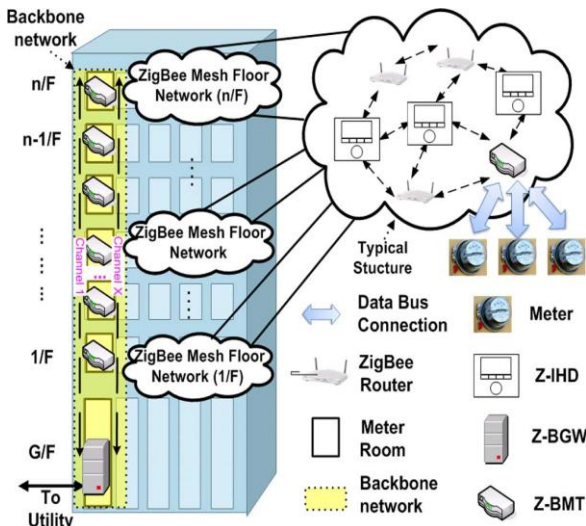 Backbone
network
n/F
n-1/F
1/F
G/F
To
Utility
Channel 1
...
Channel X
ZigBee Mesh Floor
Network (n/F)
ZigBee Mesh Floor
Network
ZigBee Mesh Floor
Network (1/F)
Typical
Stucture
Data Bus
Connection
Meter
ZigBee
Router
Z-IHD
Meter
Room
Z-BGW
Backbone
network
Z-BMT